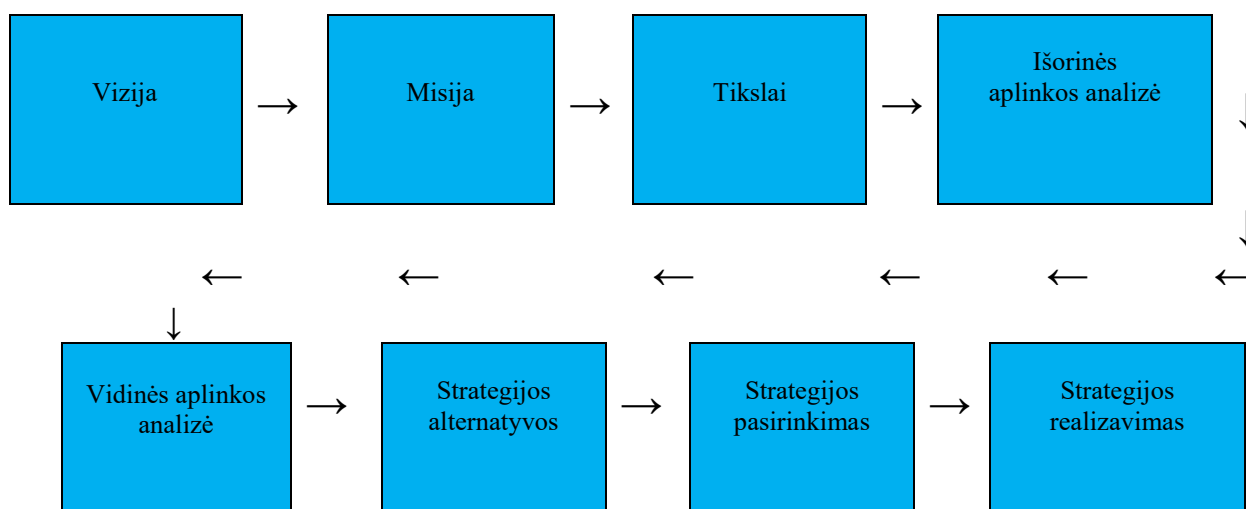 Vizija
Misija
Tikslai
Išorinės
aplinkos analizė
Vidinės aplinkos
analizė
Strategijos
alternatyvos
Strategijos
pasirinkimas
Strategijos
realizavimas